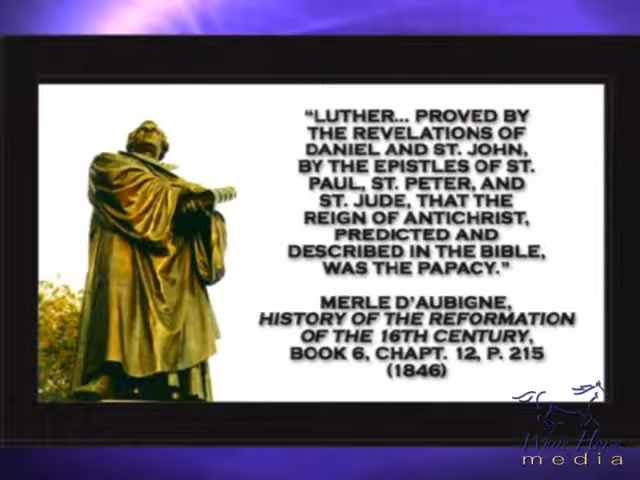 “LUTHER... PROVED BY
THE REVELATIONS OF
DANIEL AND ST. JOHN,
BY THE EPISTLES OF ST.
PAUL, ST. PETER, AND
ST. JUDE, THAT THE
REIGN OF ANTICHRIST,
PREDICTED AND
DESCRIBED IN THE BIBLE,
WAS THE PAPACY.”
MERLE D’AUBIGNE,
HISTORY OF THE REFORMATION
OF THE 16TH CENTURY,
BOOK 6, CHAPT. 12, P. 215
(1846)
White Horse
media